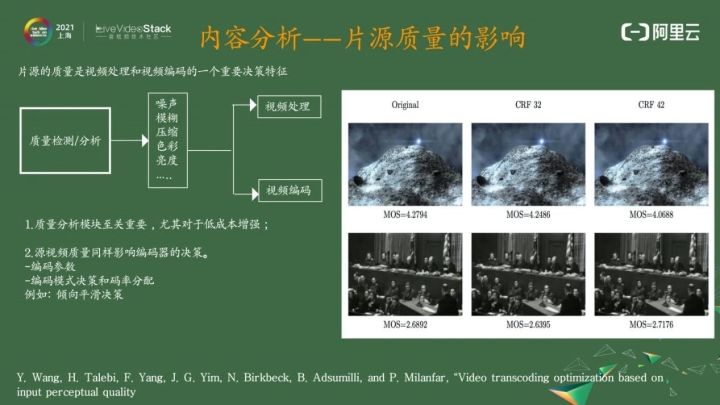 2021
上海
LiveVideoStack
音视频技术社区
阿里云
内容分析--片源质量的影响
片源的质量是视频处理和视频编码的一个重要决策特征
质量检测/分析
噪声
模糊
压缩
色彩
亮度
.....
视频处理
视频编码
1.质量分析模块至关重要，尤其对于低成本增强；
2.源视频质量同样影响编码器的决策。
-编码参数
-编码模式决策和码率分配
例如: 倾向平滑决策
Original CRF 32 CRF 42
MOS=4.2794 MOS=4.2486 MOS=4.0688
MOS=2.6892 MOS=2.6395 MOS=2.7176
Y. Wang, H. Talebi, F. Yang, J. G. Yim, N. Birkbeck, B. Adsumilli, and P. Milanfar, “Video transcoding optimization based on
input perceptual quality